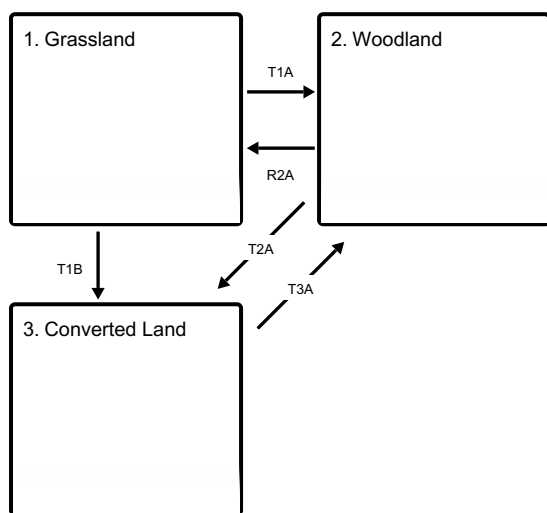 1. Grassland
2. Woodland
T1A
R2A
T1B
T2A
T3A
3. Converted Land